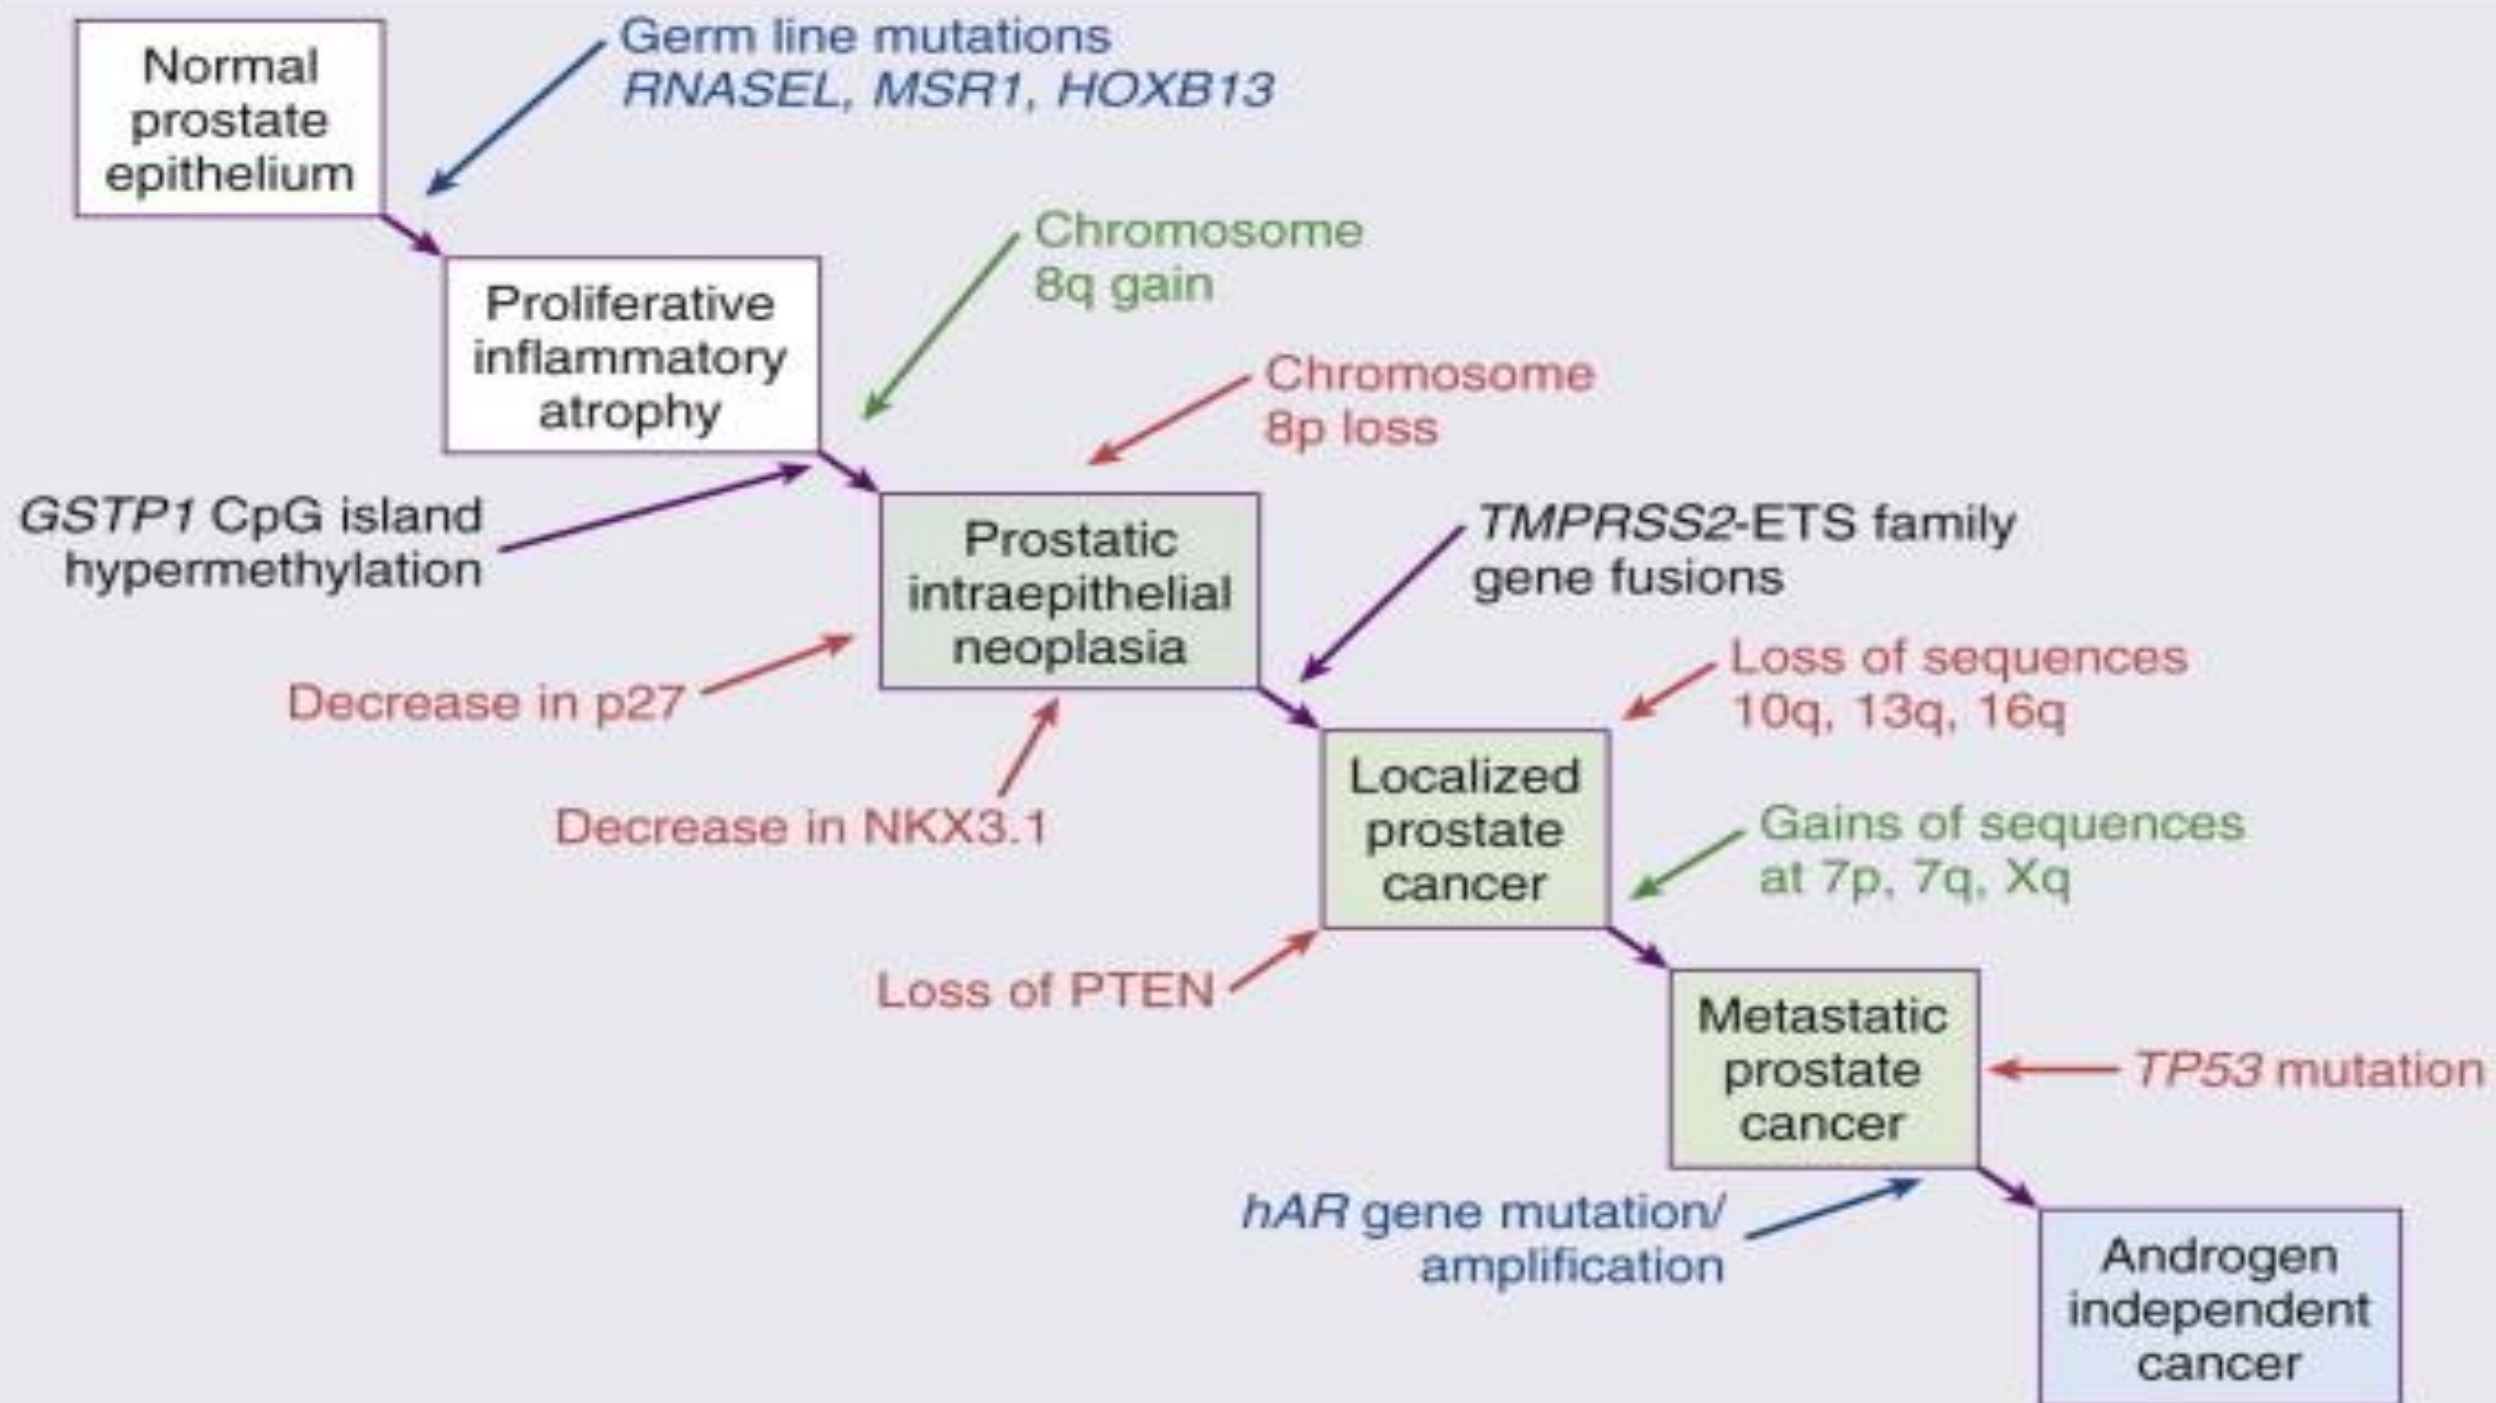 Normal
prostate
epithelium
Germ line mutations
RNASEL, MSR1, HOXB13
Proliferative
inflammatory
atrophy
Chromosome
8q gain
Chromosome
8p loss
GSTP1 CpG island
hypermethylation
Prostatic
intraepithelial
neoplasia
TMPRSS2-ETS family
gene fusions
Decrease in p27
Decrease in NKX3.1
Loss of sequences
10q, 13q, 16q
Localized
prostate
cancer
Gains of sequences
at 7p, 7q, Xq
Loss of PTEN
Metastatic
prostate
cancer
TP53 mutation
hAR gene mutation/
amplification
Androgen
independent
cancer